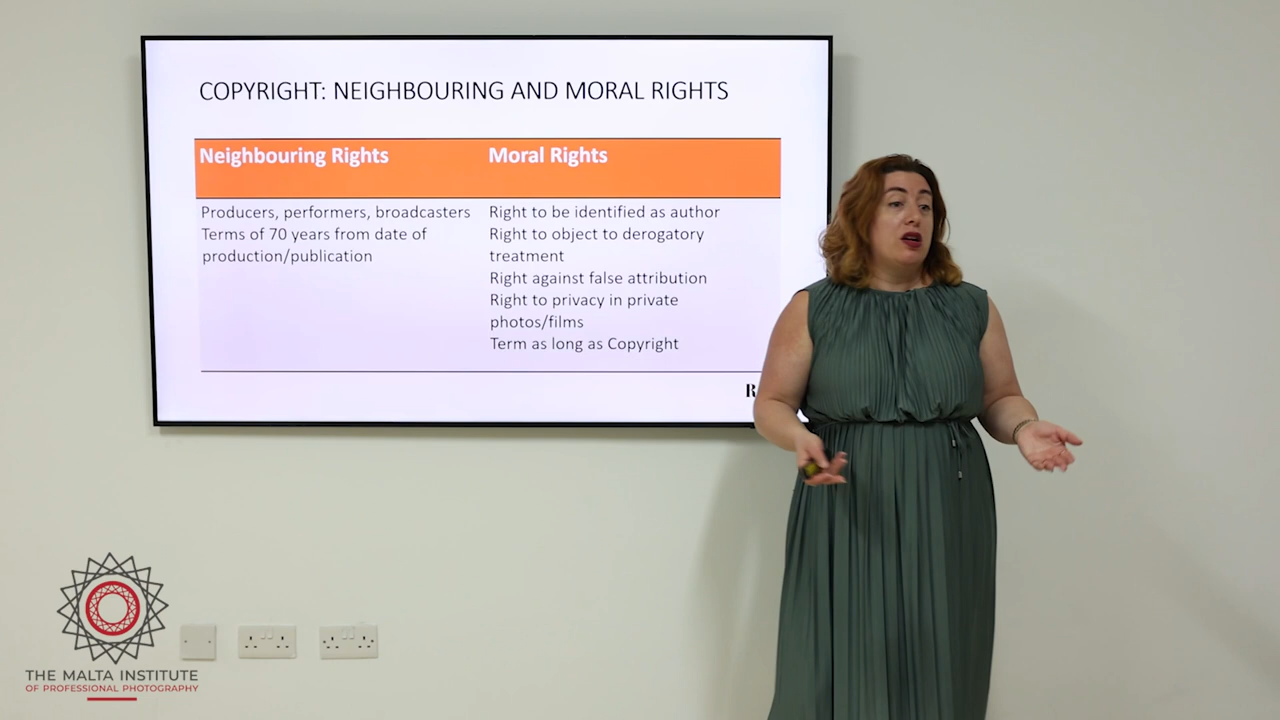 COPYRIGHT: NEIGHBOURING AND MORAL RIGHTS
Neighbouring Rights
Producers, performers, broadcasters
Terms of 70 years from date of
production/publication
Moral Rights
Right to be identified as author
Right to object to derogatory
treatment
Right against false attribution
Right to privacy in private
photos/films
Term as long as Copyright
R
THE MALTA INSTITUTE
OF PROFESSIONAL PHOTOGRAPHY